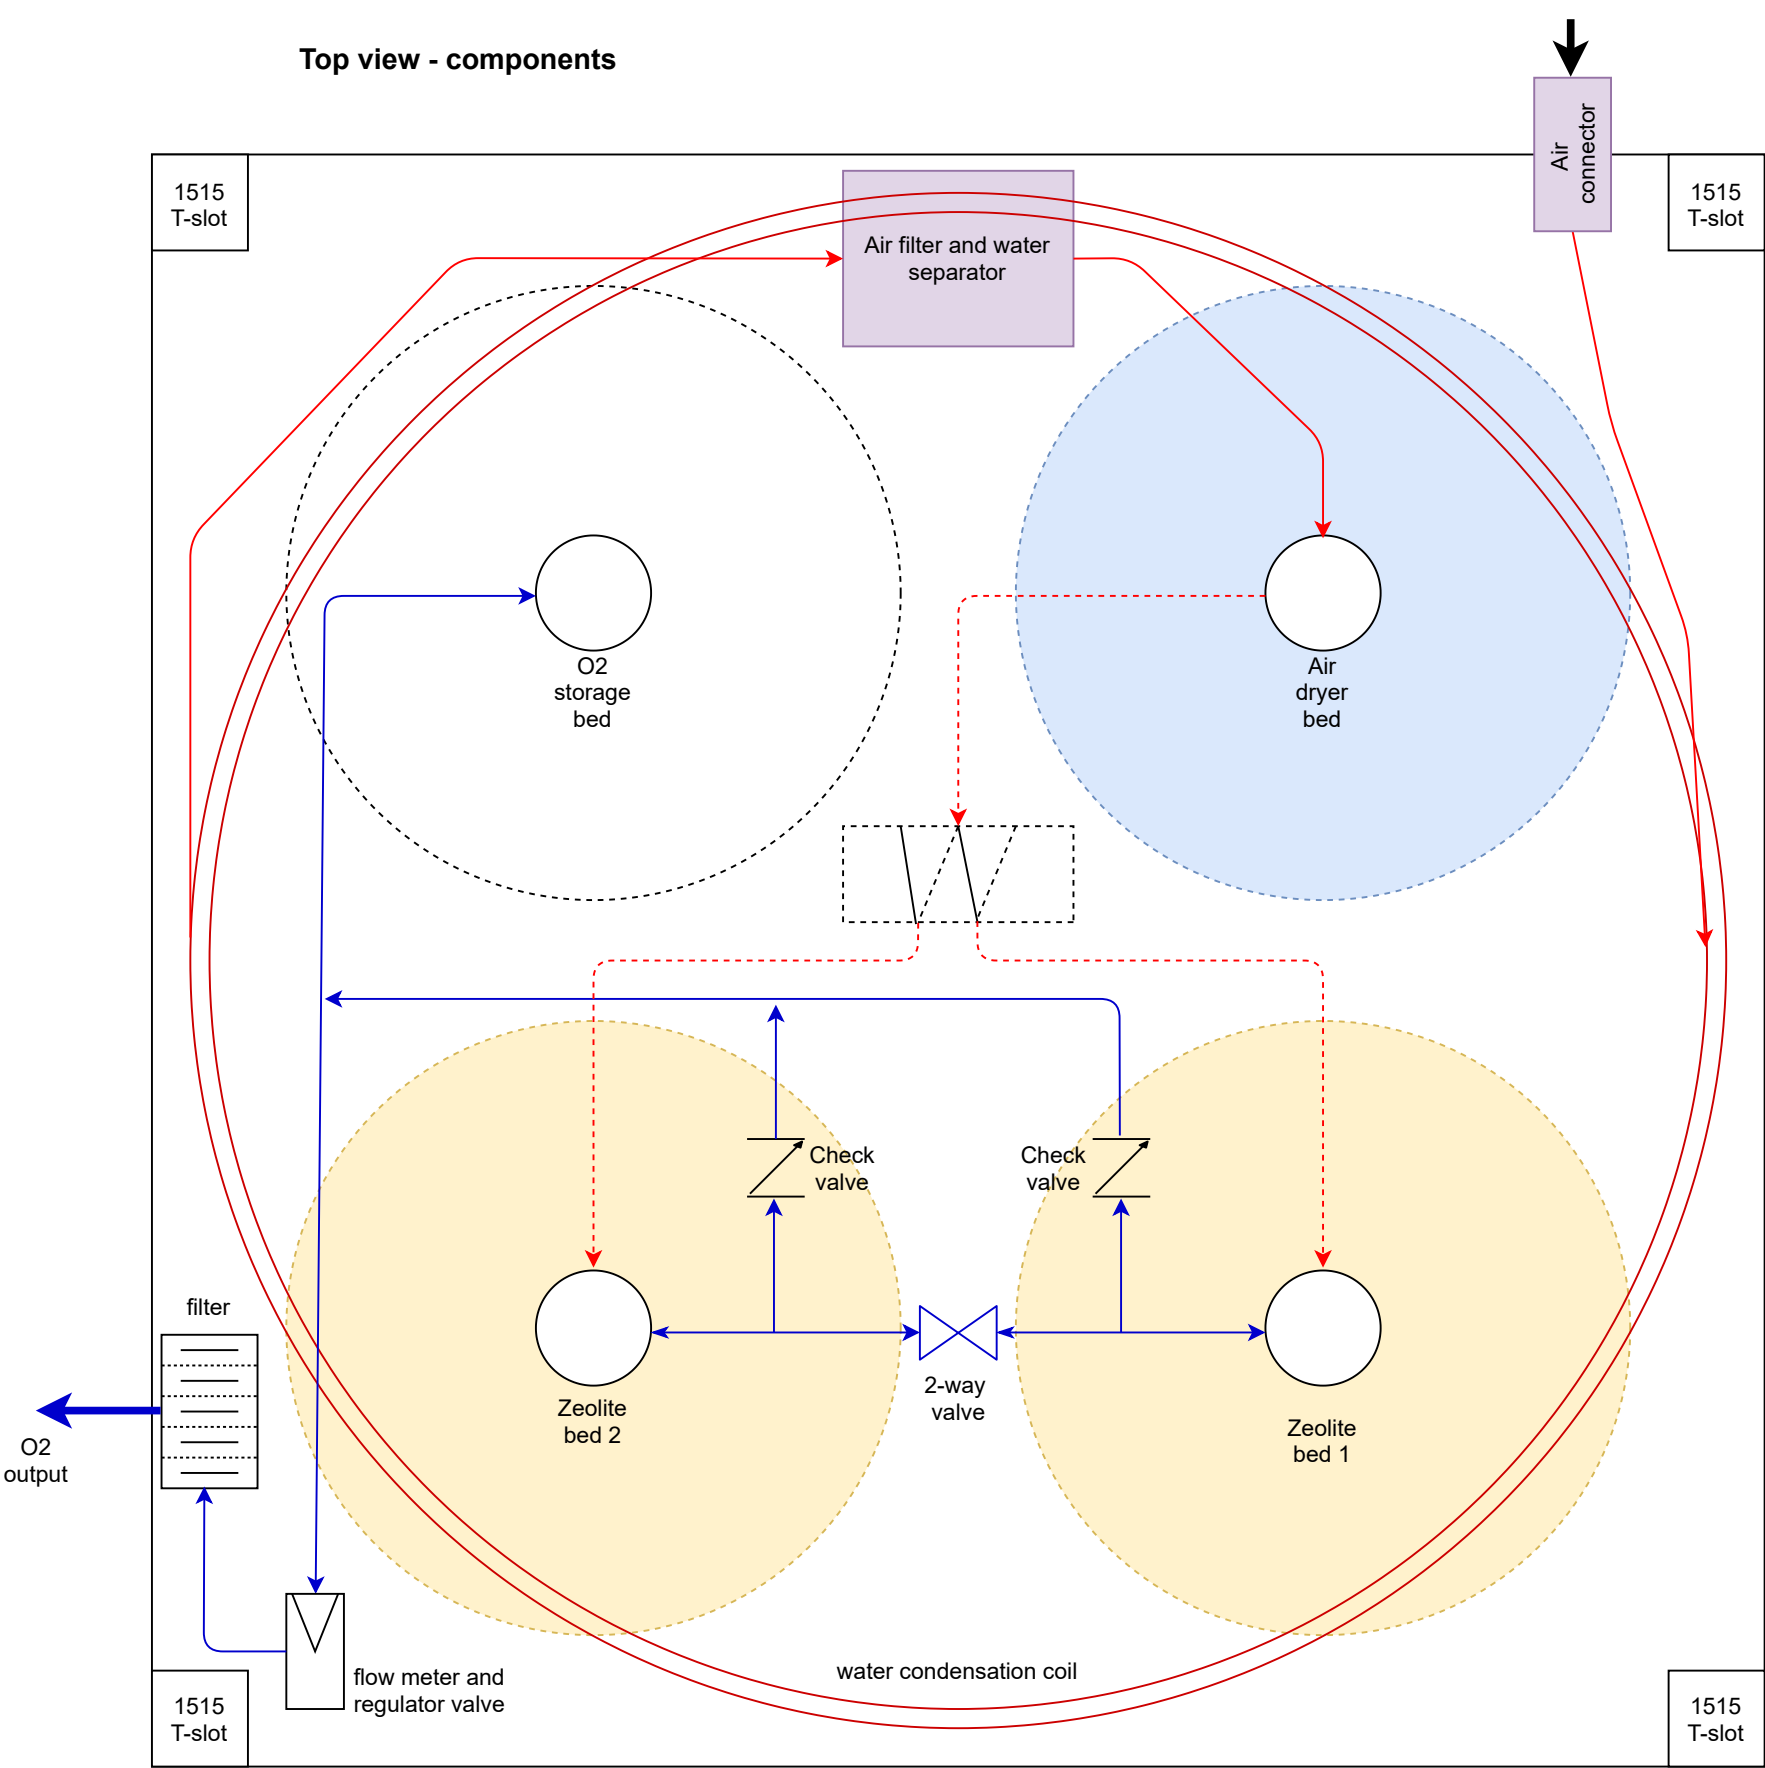 Top view - components
Air
connector
1515
T-slot
1515
T-slot
Air filter and water
separator
O2
storage
bed
Air
dryer
bed
Check
valve
Check
valve
filter
O2
output
Zeolite
bed 2
2-way
valve
Zeolite
bed 1
water condensation coil
flow meter and
regulator valve
1515
T-slot
1515
T-slot